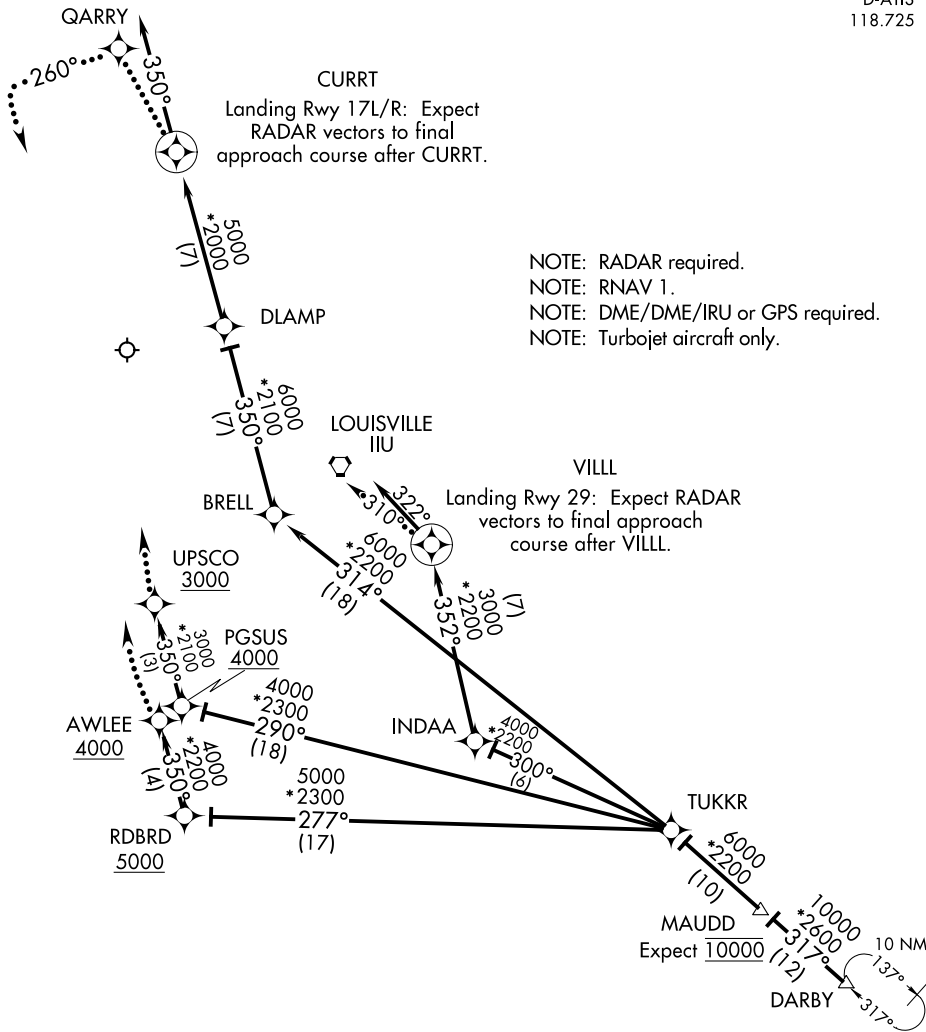 D-ATIS
118.725
QARRY
260°
350°
CURRT
Landing Rwy 17L/R: Expect
RADAR vectors to final
approach course after CURRT.
5000
*2000
(7)
NOTE: RADAR required.
NOTE: RNAV 1.
NOTE: DME/DME/IRU or GPS required.
NOTE: Turbojet aircraft only.
DLAMP
6000
*2100
350°
(7)
LOUISVILLE
IIU
VILLL
Landing Rwy 29: Expect RADAR
vectors to final approach
course after VILLL.
322°
310°
BRELL
6000
*2200
314°
(18)
(7)
3000
*2200
352°
UPSCO
3000
3000
*2100
350°
(3)
PGSUS
4000
AWLEE
4000
4000
*2300
290°
(18)
INDAA
4000
*2200
300°
(6)
4000
*2200
350°
(4)
RDBRD
5000
5000
*2300
277°
(17)
TUKKR
6000
*2200
(10)
MAUDD
Expect 10000
10000
*2600
317°
(12)
DARBY
10 NM
137°
317°